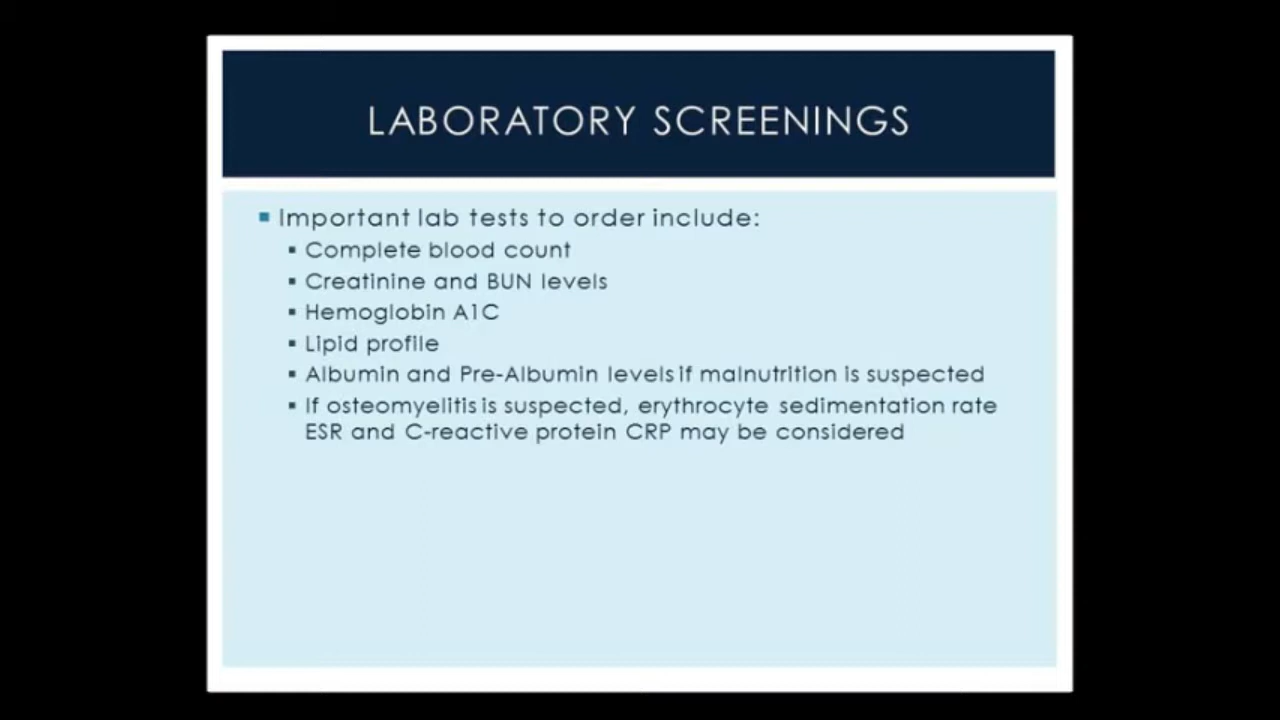 LABORATORY SCREENINGS
Important lab tests to order include:
Complete blood count
Creatinine and BUN levels
Hemoglobin A1C
Lipid profile
Albumin and Pre-Albumin levels if malnutrition is suspected
If osteomyelitis is suspected, erythrocyte sedimentation rate
ESR and C-reactive protein CRP may be considered